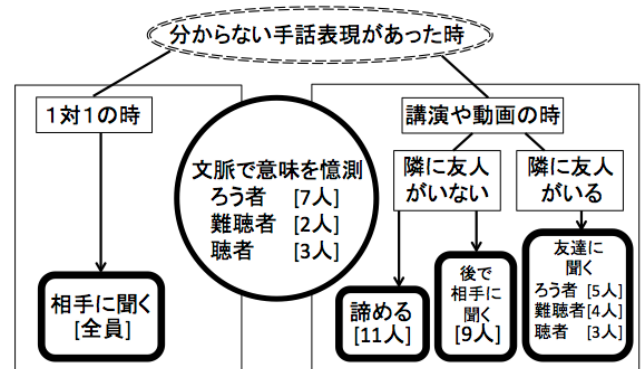 分からない手話表現があった時
1対1の時
講演や動画の時
文脈で意味を憶測
ろう者 [7人]
難聴者 [2人]
聴者 [3人]
隣に友人
がいない
隣に友人
がいる
相手に聞く
[全員]
諦める
[11人]
後で
相手に
聞く
[9人]
友達に
聞く
ろう者 [5人]
難聴者[4人]
聴者 [3人]